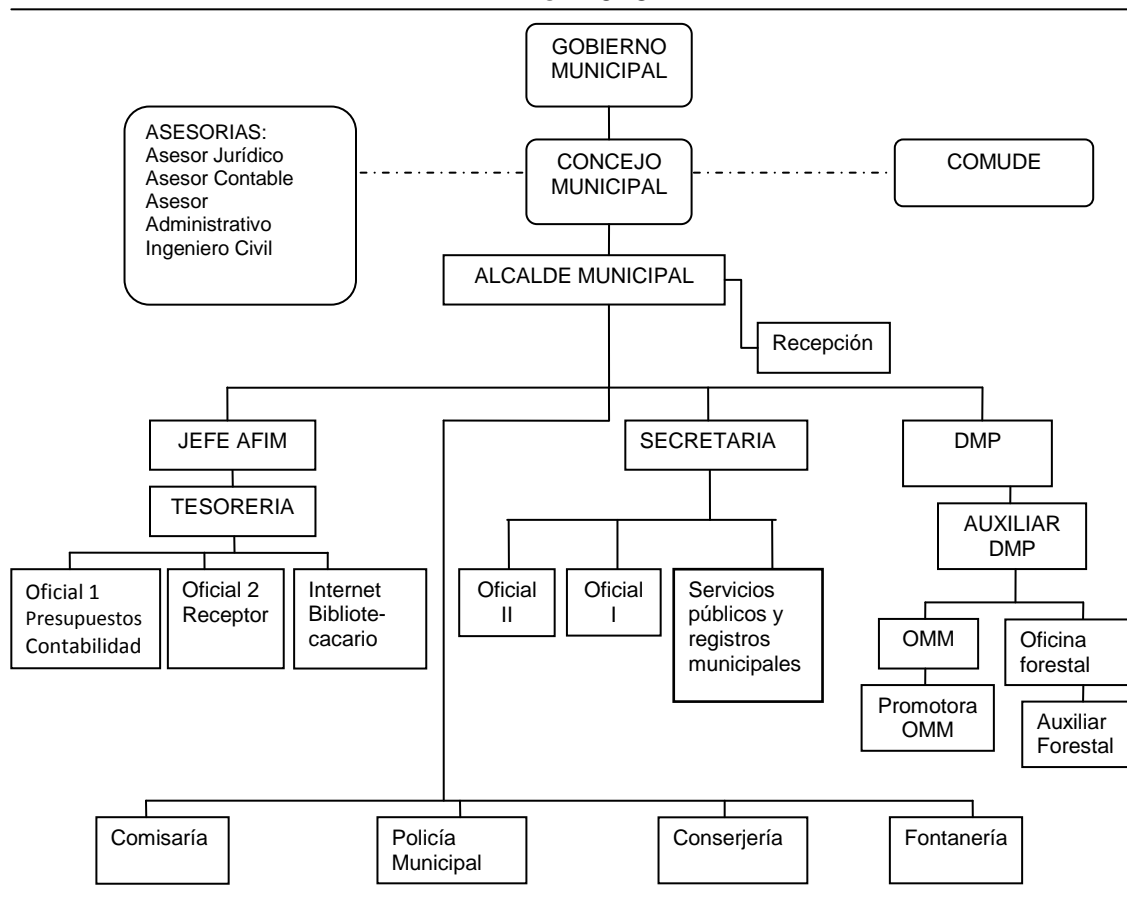 GOBIERNO
MUNICIPAL
ASESORIAS:
Asesor Jurídico
Asesor Contable
Asesor
Administrativo
Ingeniero Civil
CONCEJO
MUNICIPAL
COMUDE
ALCALDE MUNICIPAL
Recepción
JEFE AFIM
SECRETARIA
DMP
TESORERIA
AUXILIAR
DMP
Oficial 1
Presupuestos
Contabilidad
Oficial 2
Receptor
Internet
Bibliote-
cacario
Oficial
II
Oficial
I
Servicios
públicos y
registros
municipales
OMM
Oficina
forestal
Promotora
OMM
Auxiliar
Forestal
Comisaría
Policía
Municipal
Conserjería
Fontanería